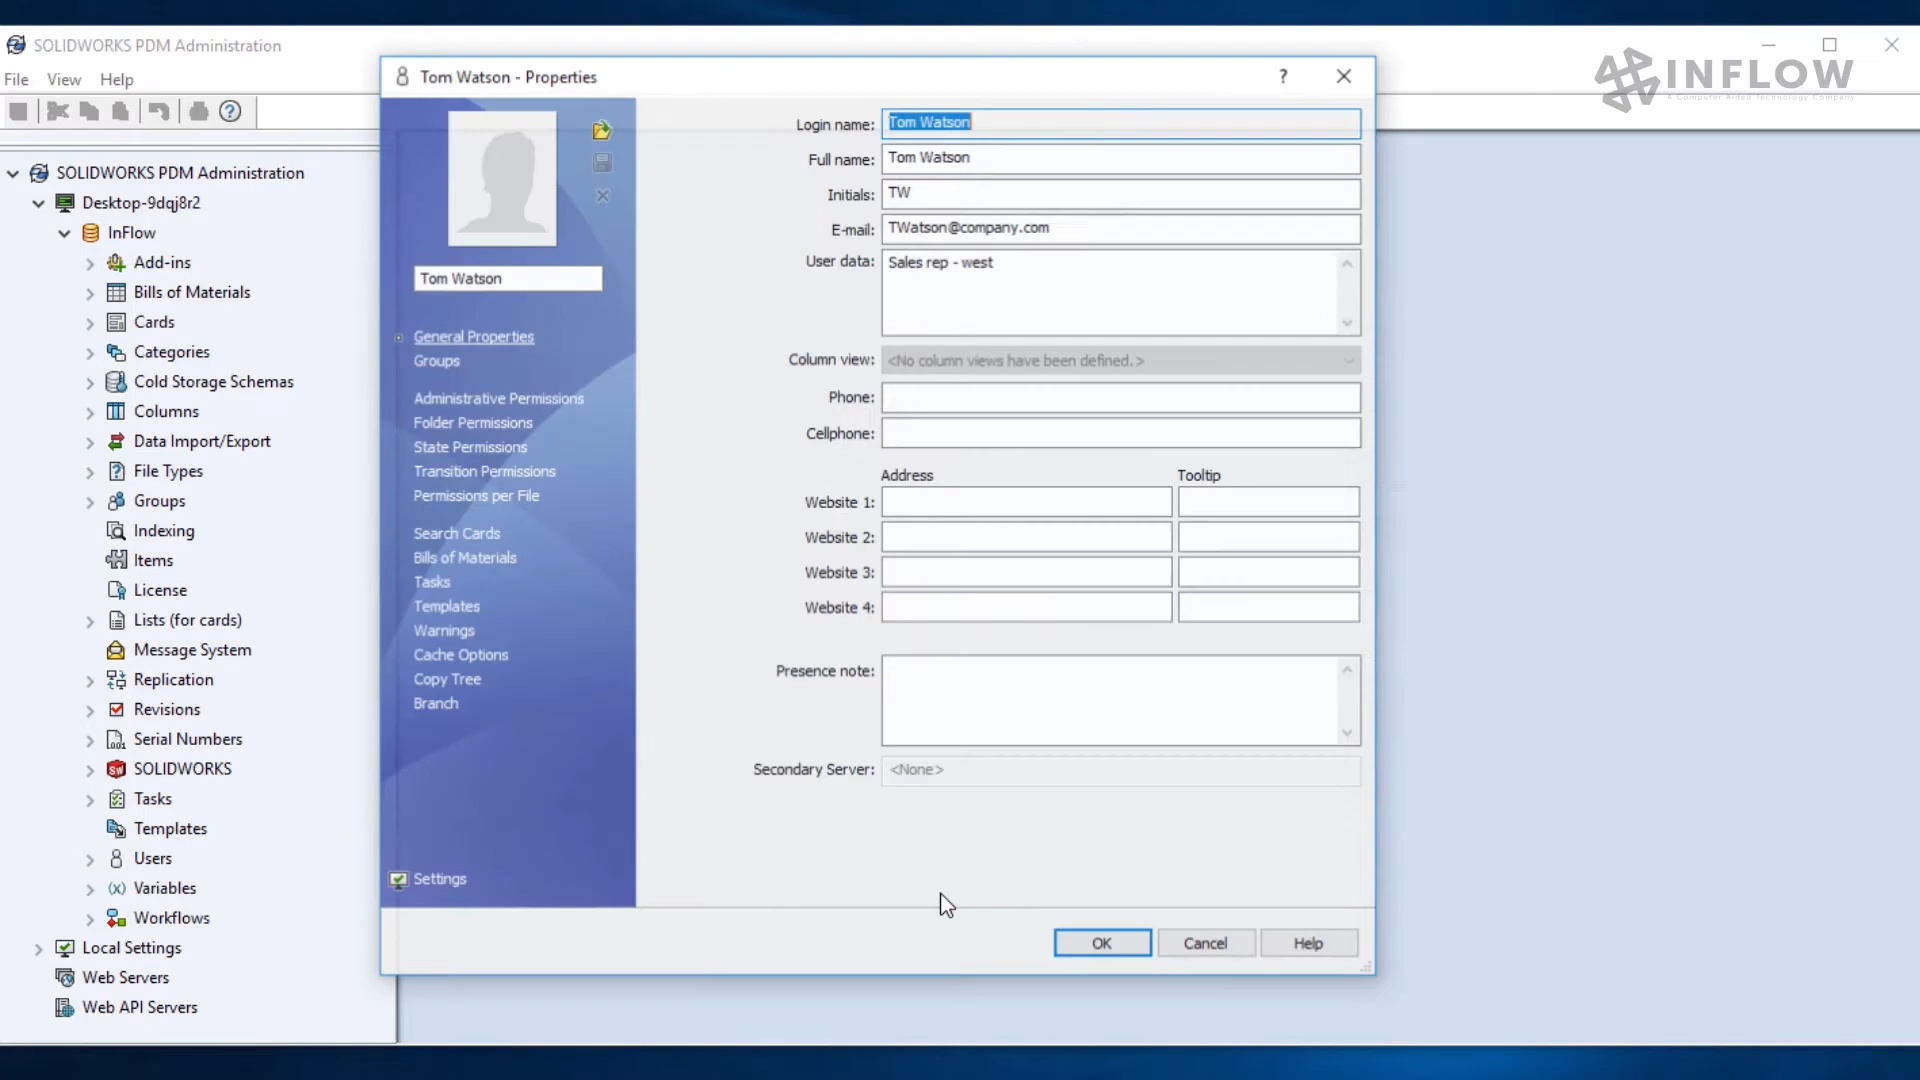 SOLIDWORKS PDM Administration
File View Help
INFLOW
A Computer Aided Technology Company
SOLIDWORKS PDM Administration
Desktop-9dqj8r2
InFlow
Add-ins
Bills of Materials
Cards
Categories
Cold Storage Schemas
Columns
Data Import/Export
File Types
Groups
Indexing
Items
License
Lists (for cards)
Message System
Replication
Revisions
Serial Numbers
SOLIDWORKS
Tasks
Templates
Users
Variables
Workflows
Local Settings
Web Servers
Web API Servers
Tom Watson - Properties
Tom Watson
General Properties
Groups
Administrative Permissions
Folder Permissions
State Permissions
Transition Permissions
Permissions per File
Search Cards
Bills of Materials
Tasks
Templates
Warnings
Cache Options
Copy Tree
Branch
Settings
Login name: Tom Watson
Full name: Tom Watson
Initials: TW
E-mail: TWatson@company.com
User data: Sales rep - west
Column view: <No column views have been defined.>
Phone:
Cellphone:
Address Tooltip
Website 1:
Website 2:
Website 3:
Website 4:
Presence note:
Secondary Server: <None>
OK Cancel Help